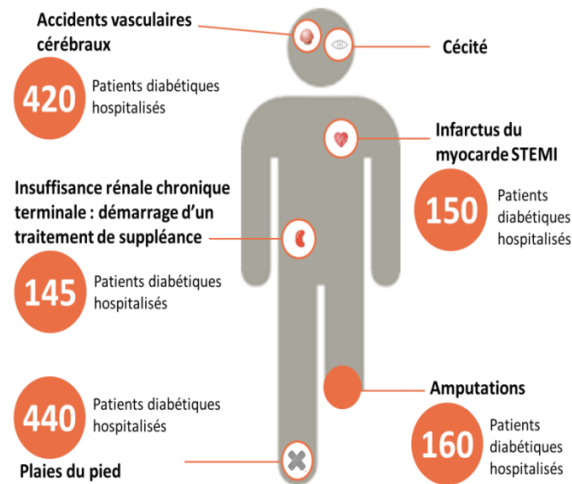 Accidents vasculaires
cérébraux
420
Patients diabétiques
hospitalisés
Cécité
Infarctus du
myocarde STEMI
150
Patients
diabétiques
hospitalisés
Insuffisance rénale chronique
terminale : démarrage d'un
traitement de suppléance
145
Patients diabétiques
hospitalisés
440
Patients diabétiques
hospitalisés
Plaies du pied
Amputations
160
Patients
diabétiques
hospitalisés